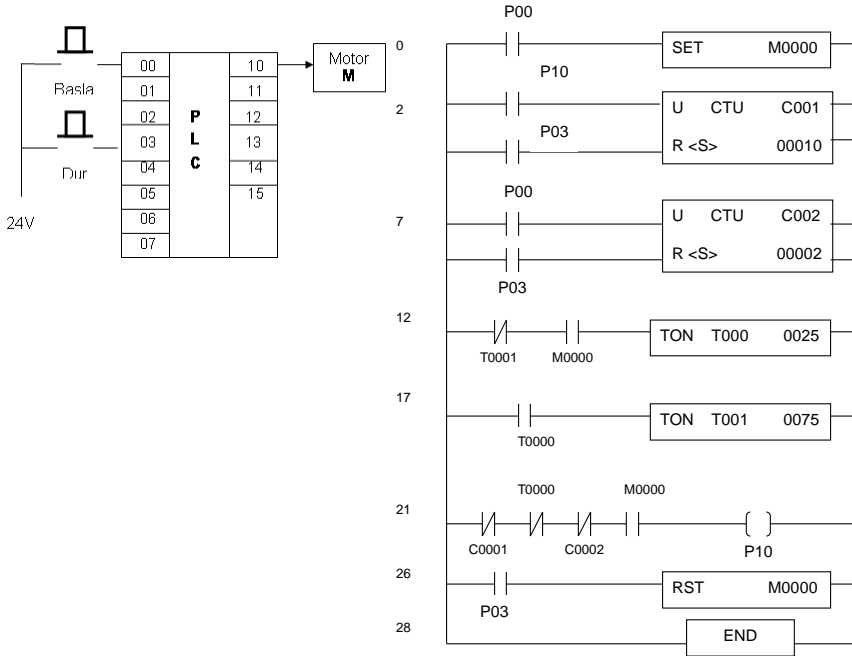 Basla
Dur
24V
00
01
02
03
04
05
06
07
P
L
C
10
11
12
13
14
15
Motor
M
P00
0
SET M0000
P10
2
U CTU C001
P03
R <S> 00010
P00
7
U CTU C002
R <S> 00002
P03
12
TON T000 0025
T0001 M0000
17
TON T001 0075
T0000
T0000 M0000
21
C0001 C0002 P10
26
RST M0000
P03
28
END